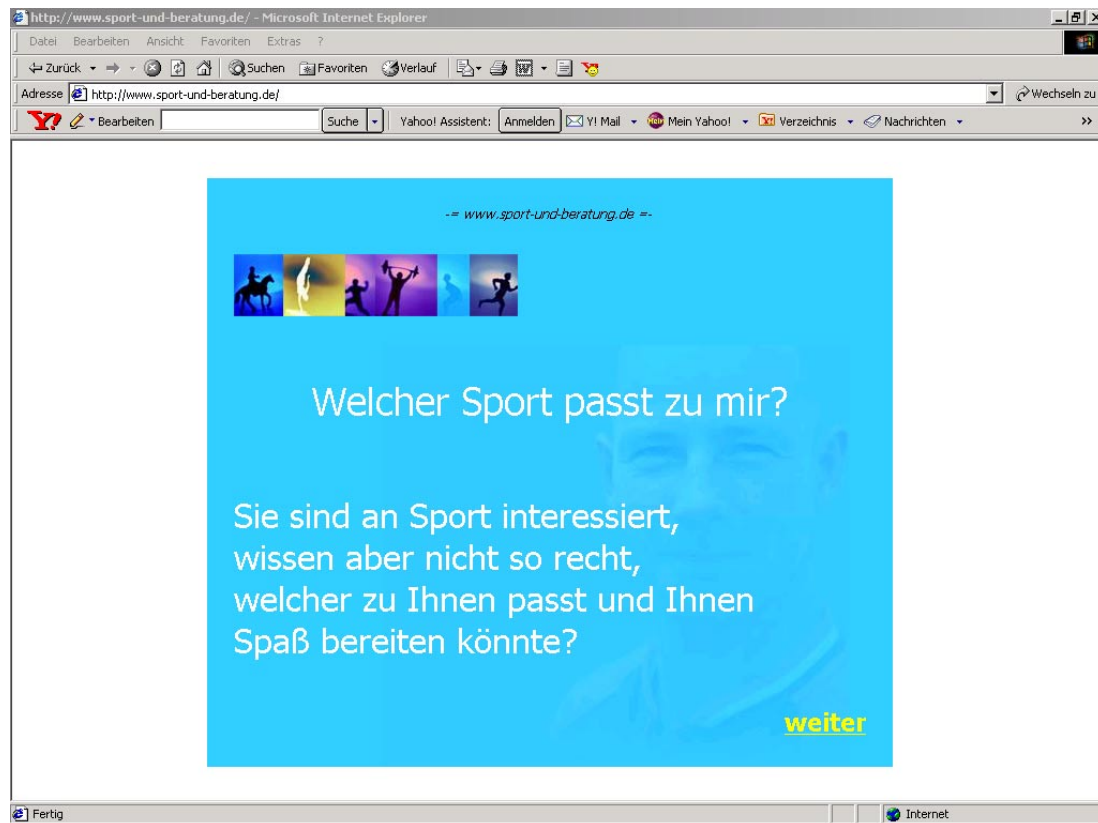 http://www.sport-und-beratung.de/ - Microsoft Internet Explorer
Datei Bearbeiten Ansicht Favoriten Extras ?
Zurück Suchen Favoriten Verlauf
Adresse http://www.sport-und-beratung.de/ Wechseln zu
Y! Bearbeiten Suche Yahoo! Assistent: Anmelden Y! Mail Mein Yahoo! Verzeichnis Nachrichten »
-= www.sport-und-beratung.de =-
Welcher Sport passt zu mir?
Sie sind an Sport interessiert,
wissen aber nicht so recht,
welcher zu Ihnen passt und Ihnen
Spaß bereiten könnte?
weiter
Fertig Internet